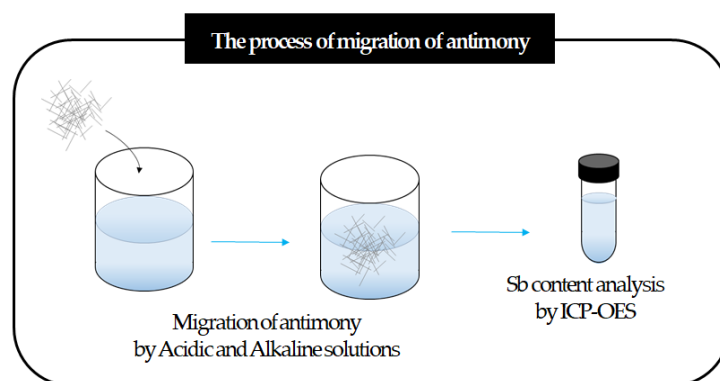 The process of migration of antimony
Migration of antimony
by Acidic and Alkaline solutions
Sb content analysis
by ICP-OES